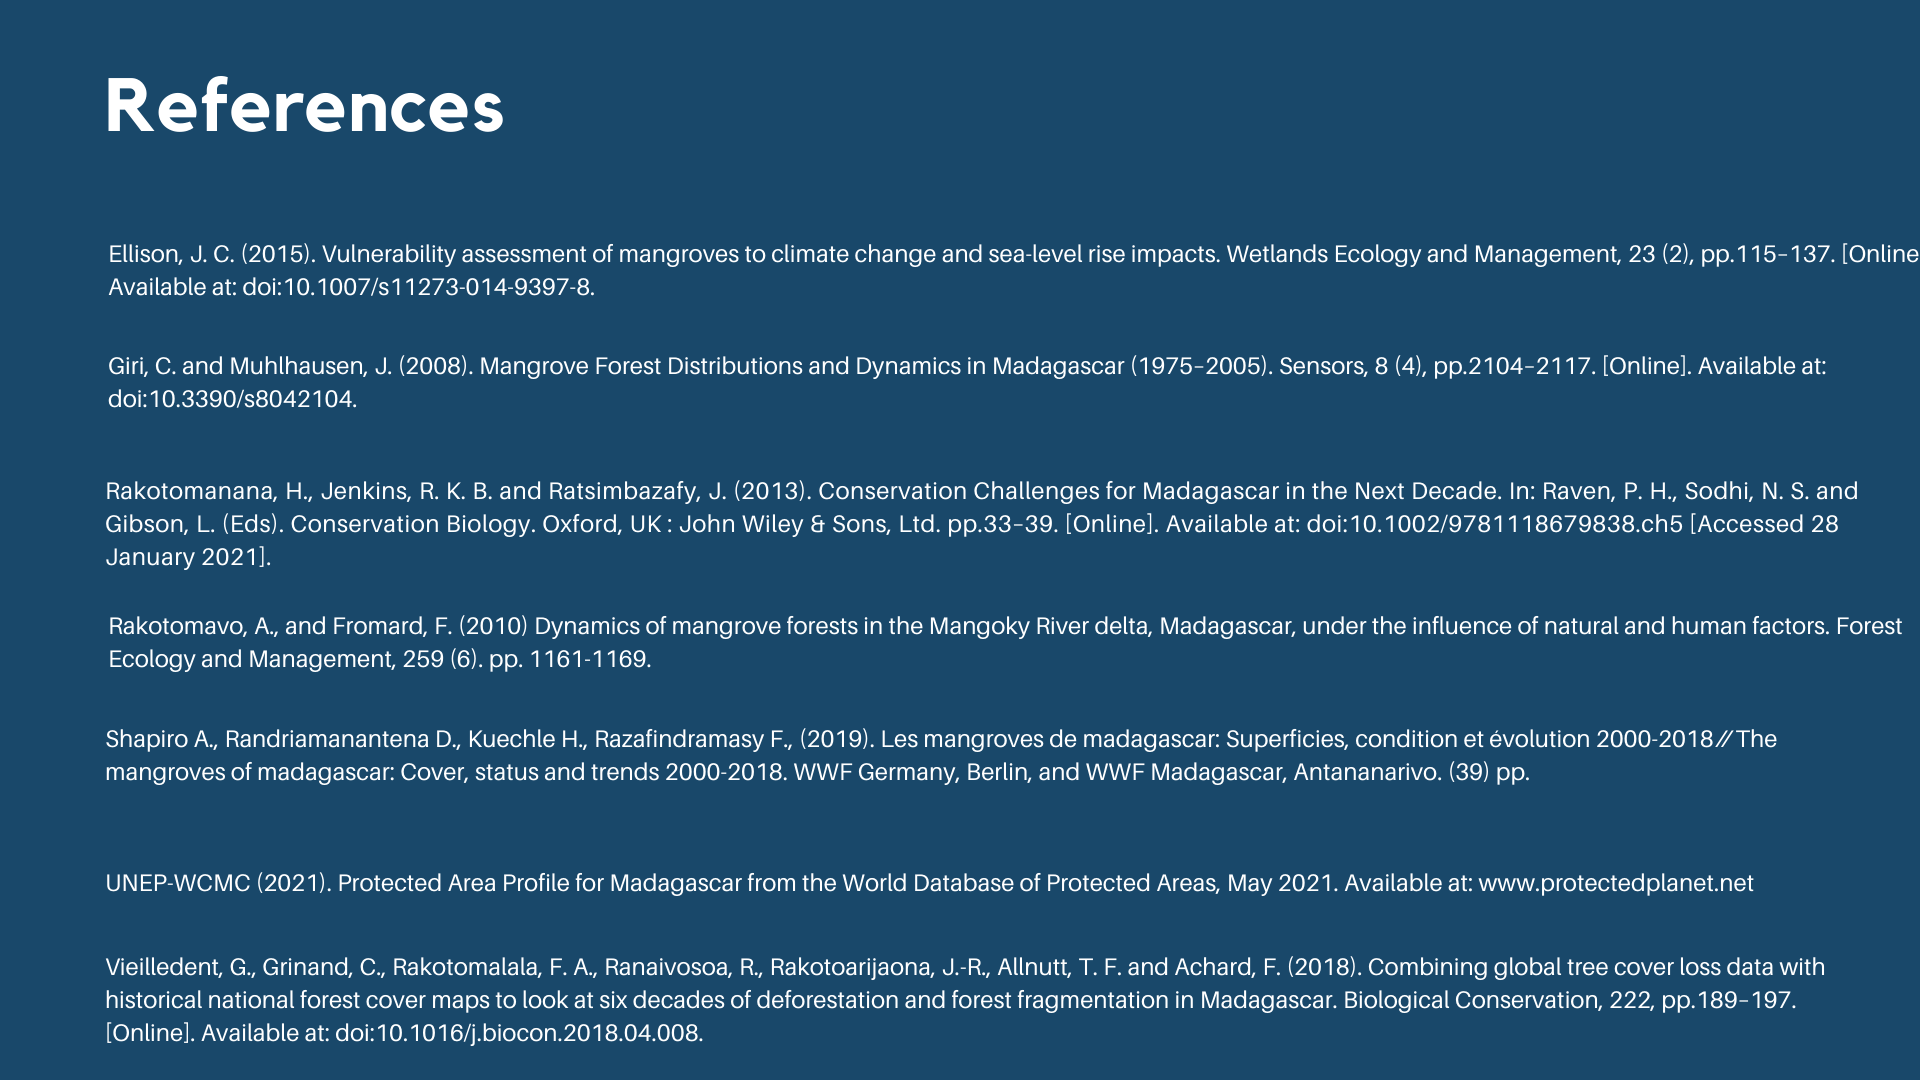 References
Ellison, J. C. (2015). Vulnerability assessment of mangroves to climate change and sea-level rise impacts. Wetlands Ecology and Management, 23 (2), pp.115–137. [Online
Available at: doi:10.1007/s11273-014-9397-8.
Giri, C. and Muhlhausen, J. (2008). Mangrove Forest Distributions and Dynamics in Madagascar (1975–2005). Sensors, 8 (4), pp.2104–2117. [Online]. Available at:
doi:10.3390/s8042104.
Rakotomanana, H., Jenkins, R. K. B. and Ratsimbazafy, J. (2013). Conservation Challenges for Madagascar in the Next Decade. In: Raven, P. H., Sodhi, N. S. and
Gibson, L. (Eds). Conservation Biology. Oxford, UK : John Wiley & Sons, Ltd. pp.33–39. [Online]. Available at: doi:10.1002/9781118679838.ch5 [Accessed 28
January 2021].
Rakotomavo, A., and Fromard, F. (2010) Dynamics of mangrove forests in the Mangoky River delta, Madagascar, under the influence of natural and human factors. Forest
Ecology and Management, 259 (6). pp. 1161-1169.
Shapiro A., Randriamanantena D., Kuechle H., Razafindramasy F., (2019). Les mangroves de madagascar: Superficies, condition et évolution 2000-2018//The
mangroves of madagascar: Cover, status and trends 2000-2018. WWF Germany, Berlin, and WWF Madagascar, Antananarivo. (39) pp.
UNEP-WCMC (2021). Protected Area Profile for Madagascar from the World Database of Protected Areas, May 2021. Available at: www.protectedplanet.net
Vieilledent, G., Grinand, C., Rakotomalala, F. A., Ranaivosoa, R., Rakotoarijaona, J.-R., Allnutt, T. F. and Achard, F. (2018). Combining global tree cover loss data with
historical national forest cover maps to look at six decades of deforestation and forest fragmentation in Madagascar. Biological Conservation, 222, pp.189–197.
[Online]. Available at: doi:10.1016/j.biocon.2018.04.008.